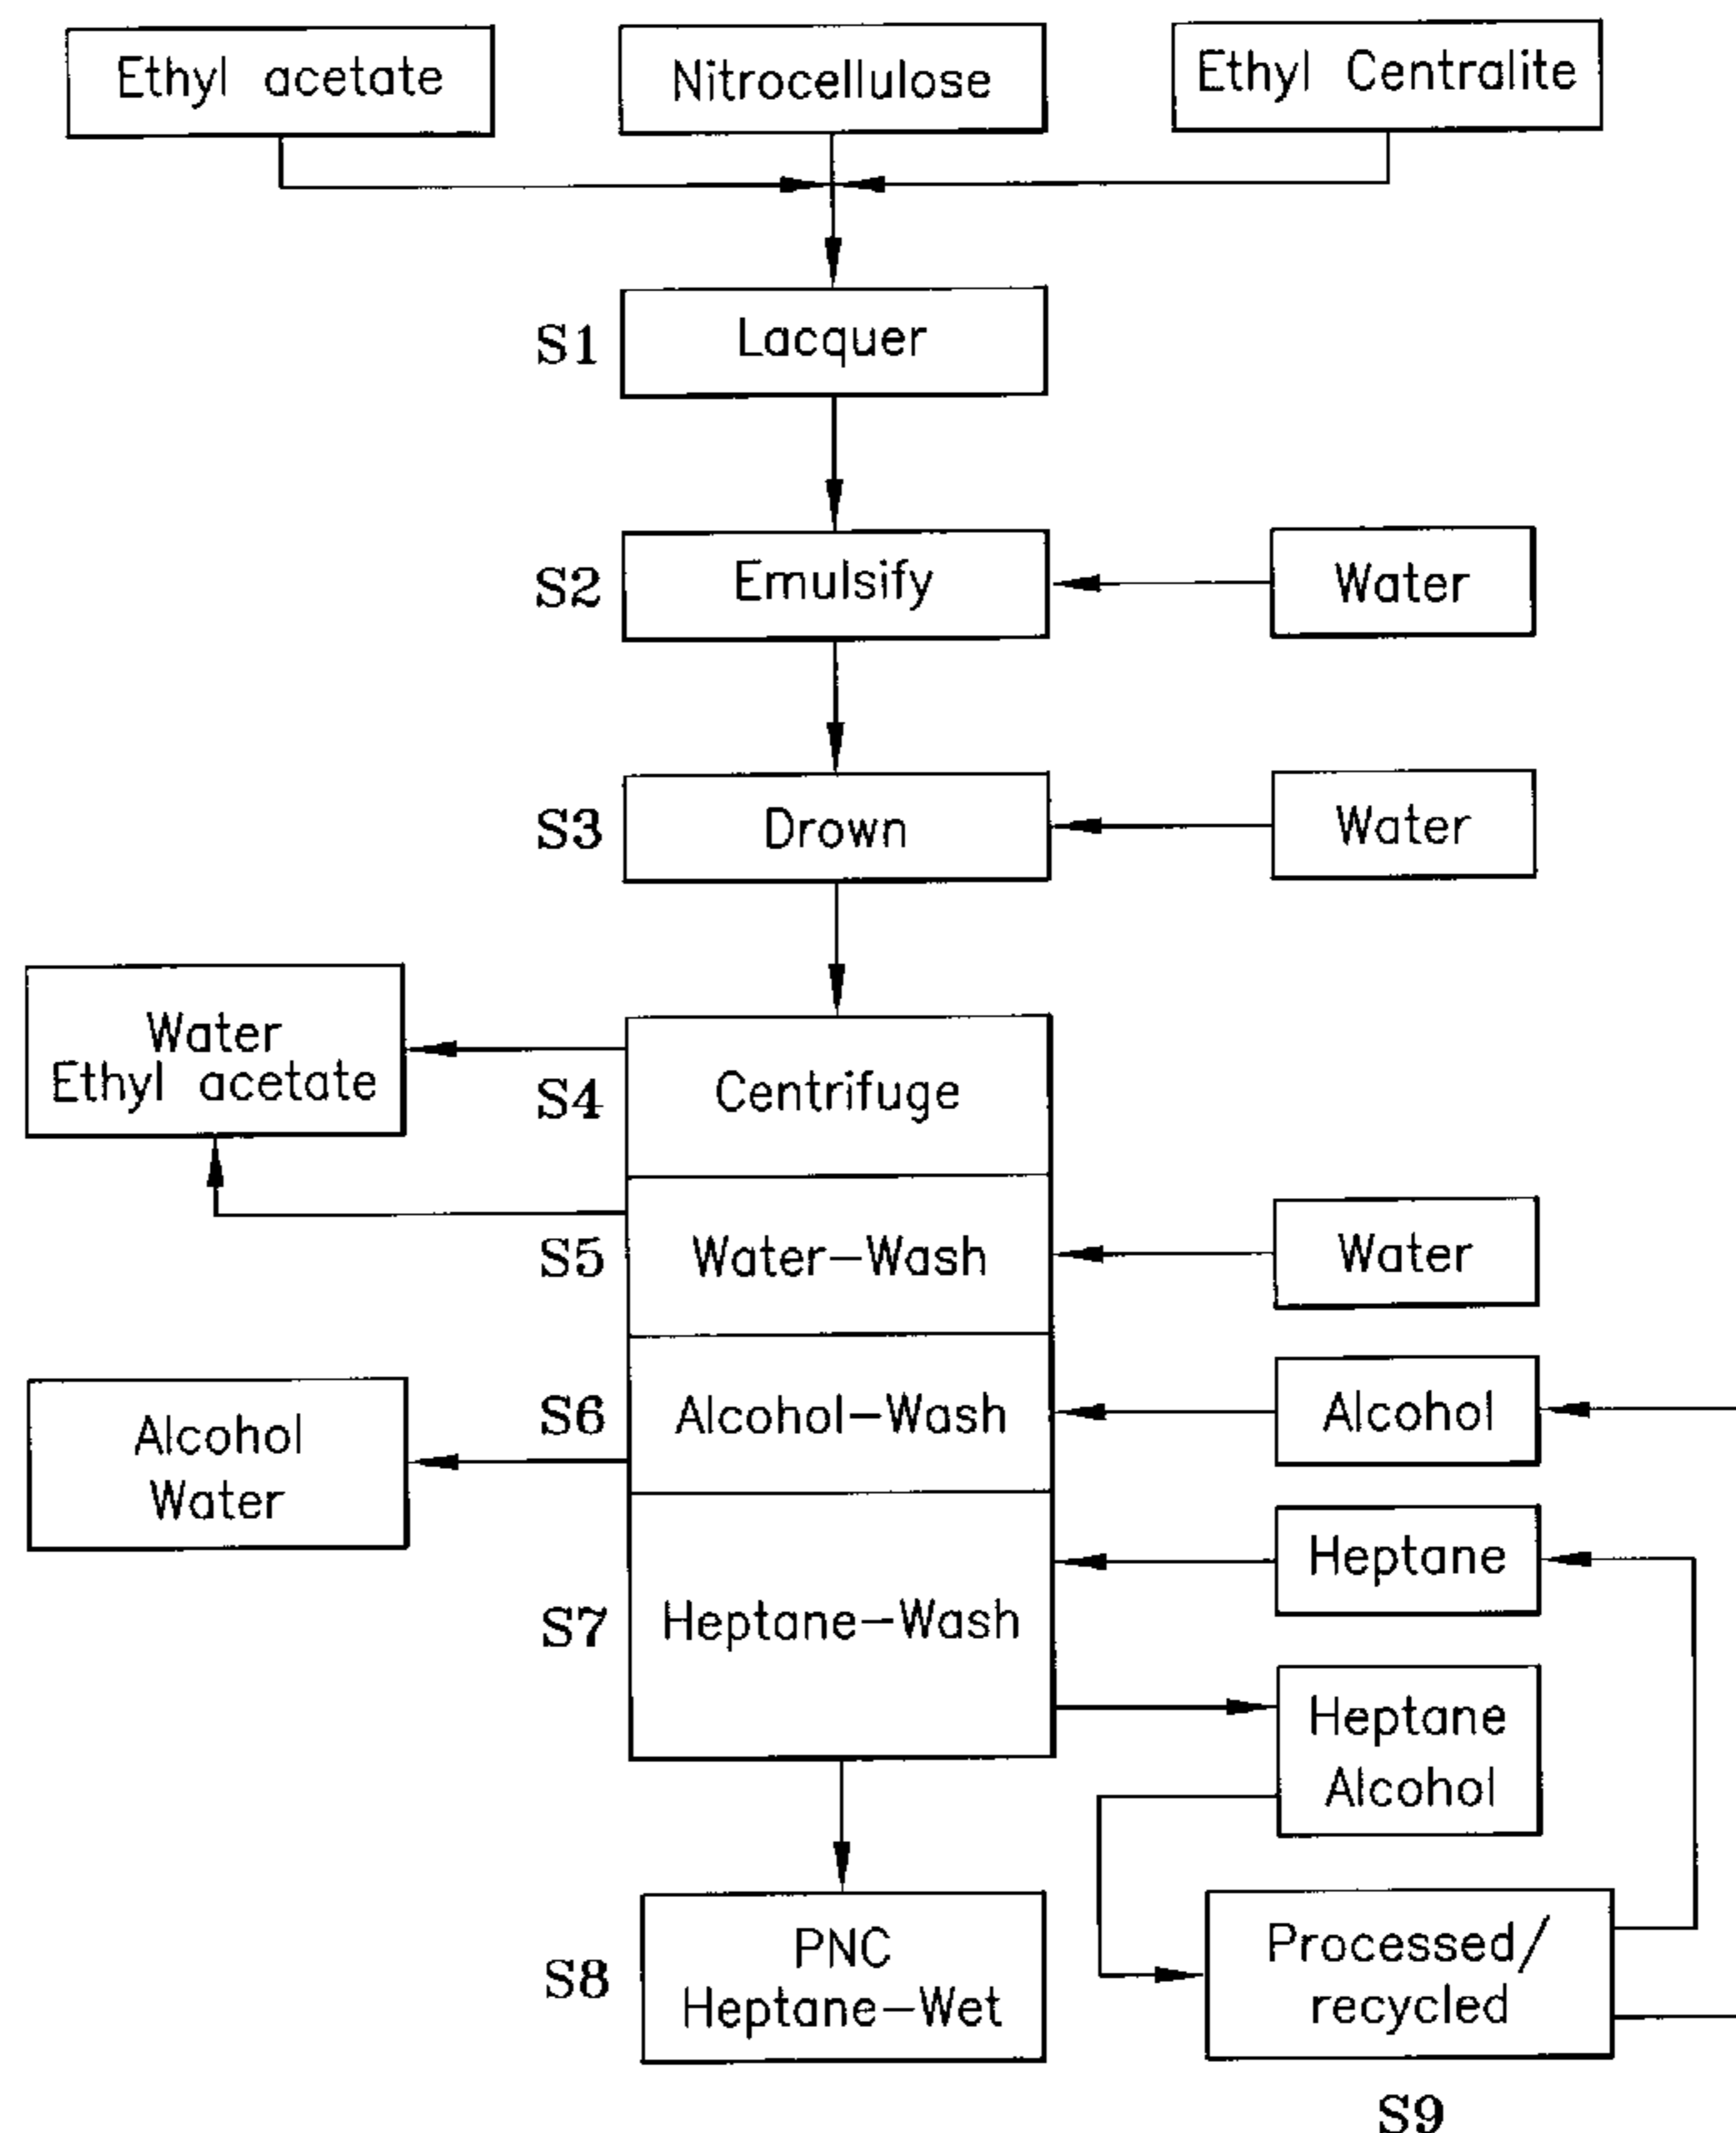 Ethyl acetate
Nitrocellulose
Ethyl Centralite
S1
Lacquer
S2
Emulsify
Water
S3
Drown
Water
Water
Ethyl acetate
S4
Centrifuge
S5
Water-Wash
Water
Alcohol
Water
S6
Alcohol-Wash
Alcohol
S7
Heptane-Wash
Heptane
Heptane
Alcohol
S8
PNC
Heptane-Wet
Processed/
recycled
S9